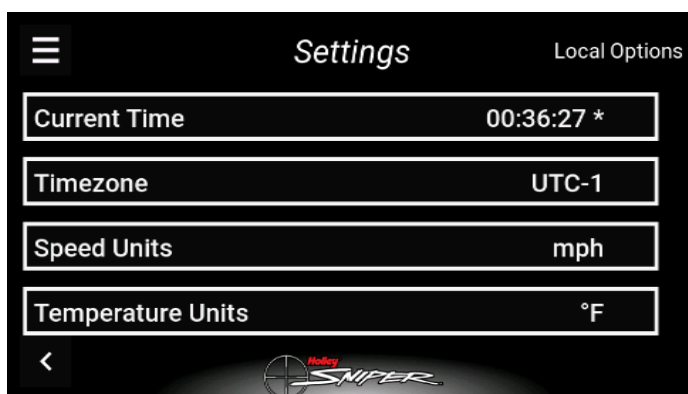 Settings
Local Options
Current Time 00:36:27 *
Timezone UTC-1
Speed Units mph
Temperature Units °F
Holley
SNIPER